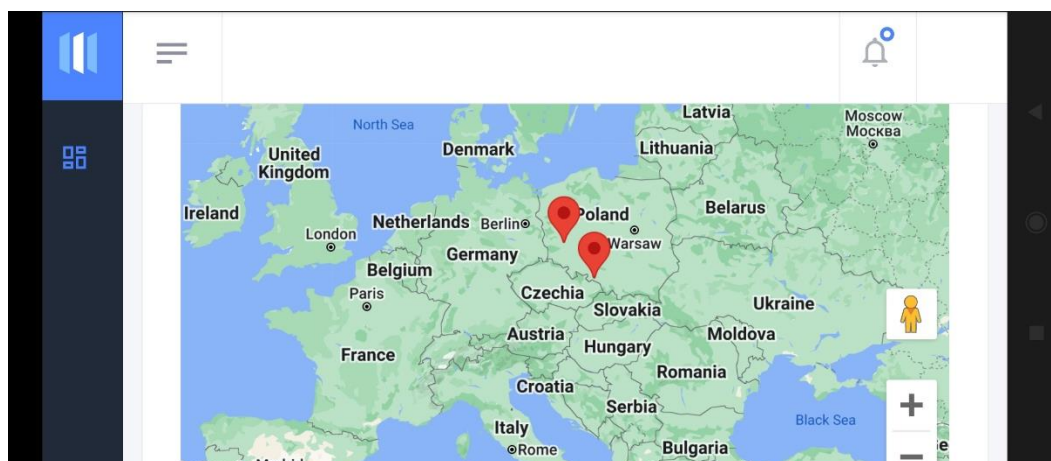 North Sea
Latvia
Moscow
Москва
United
Kingdom
Denmark
Lithuania
Ireland
Netherlands
Berlin
Poland
Belarus
London
Warsaw
Germany
Belgium
Paris
Czechia
Slovakia
Ukraine
Austria
Hungary
Moldova
France
Romania
Croatia
Serbia
Italy
Black Sea
Rome
Bulgaria